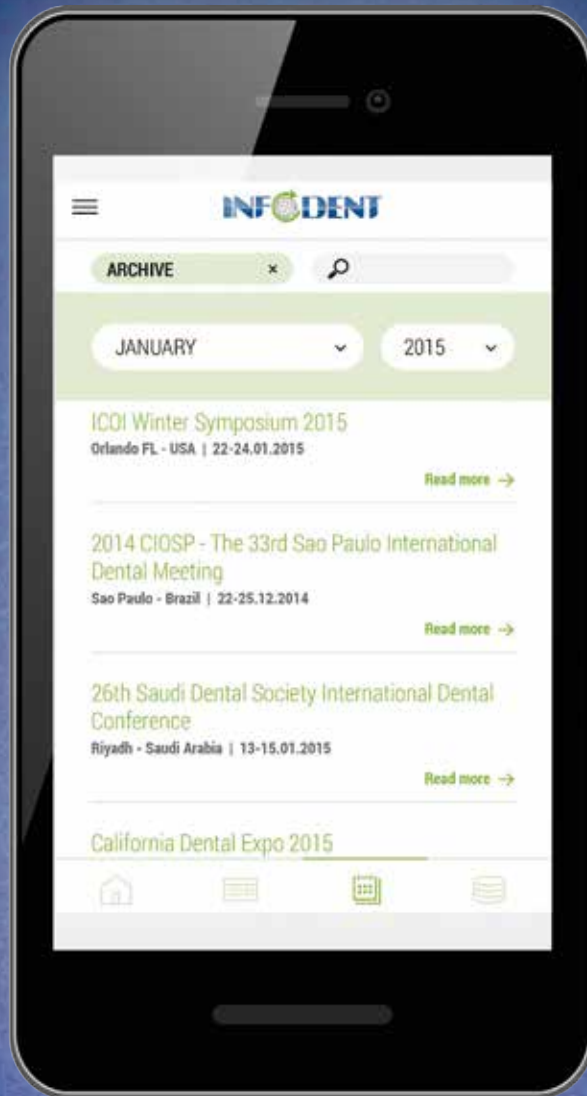 INFODENT
ARCHIVE ×
JANUARY
2015
ICOI Winter Symposium 2015
Orlando FL - USA | 22-24.01.2015
Read more →
2014 CIOSP - The 33rd Sao Paulo International
Dental Meeting
Sao Paulo - Brazil | 22-25.12.2014
Read more →
26th Saudi Dental Society International Dental
Conference
Riyadh - Saudi Arabia | 13-15.01.2015
Read more →
California Dental Expo 2015